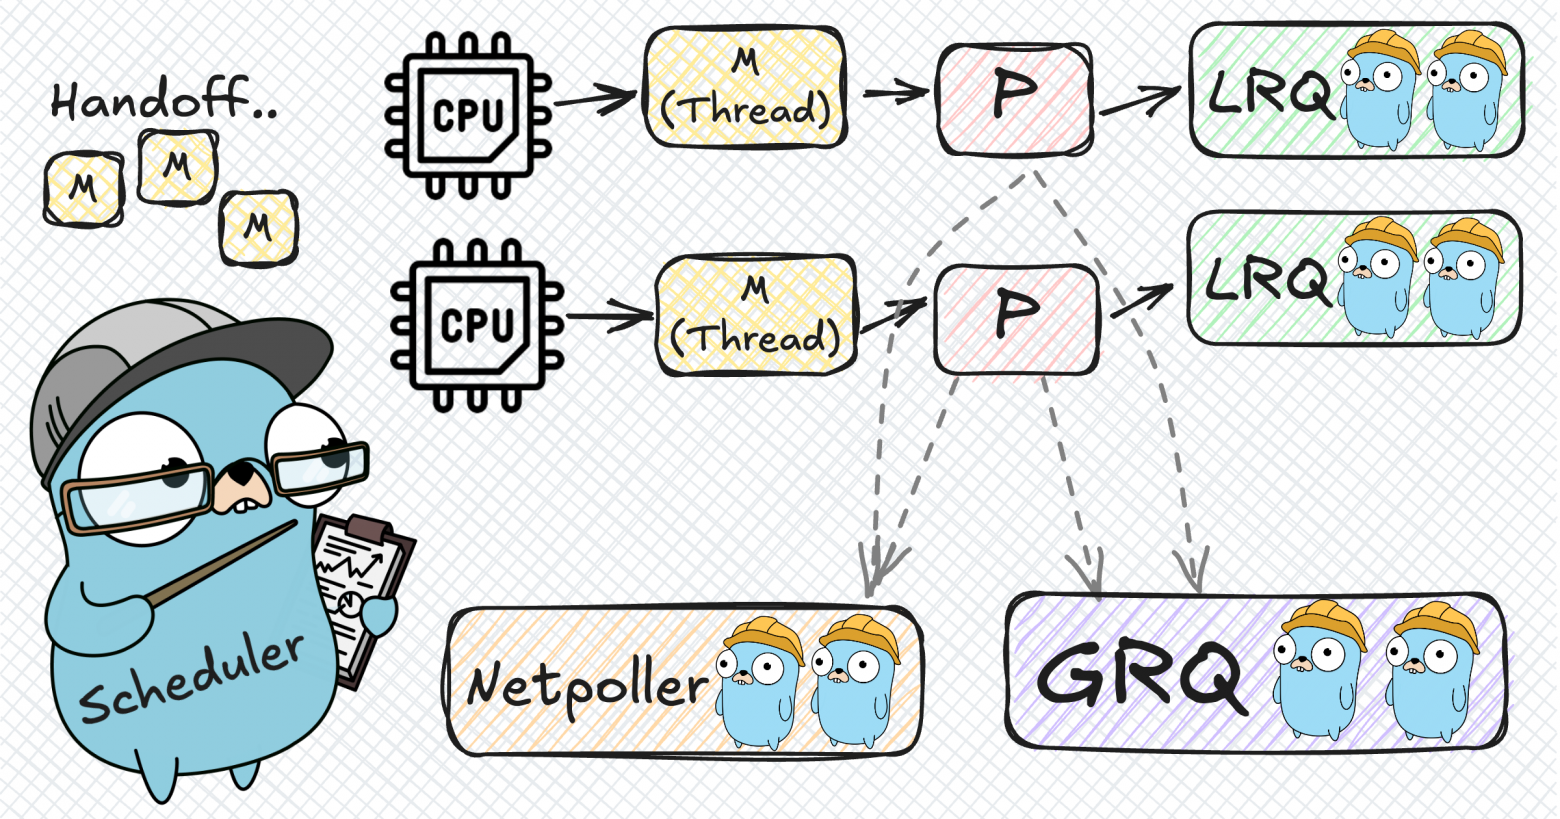 Handoff..
M
M
M
CPU
M
(Thread)
P
LRQ
CPU
M
(Thread)
P
LRQ
Scheduler
Netpoller
GRQ